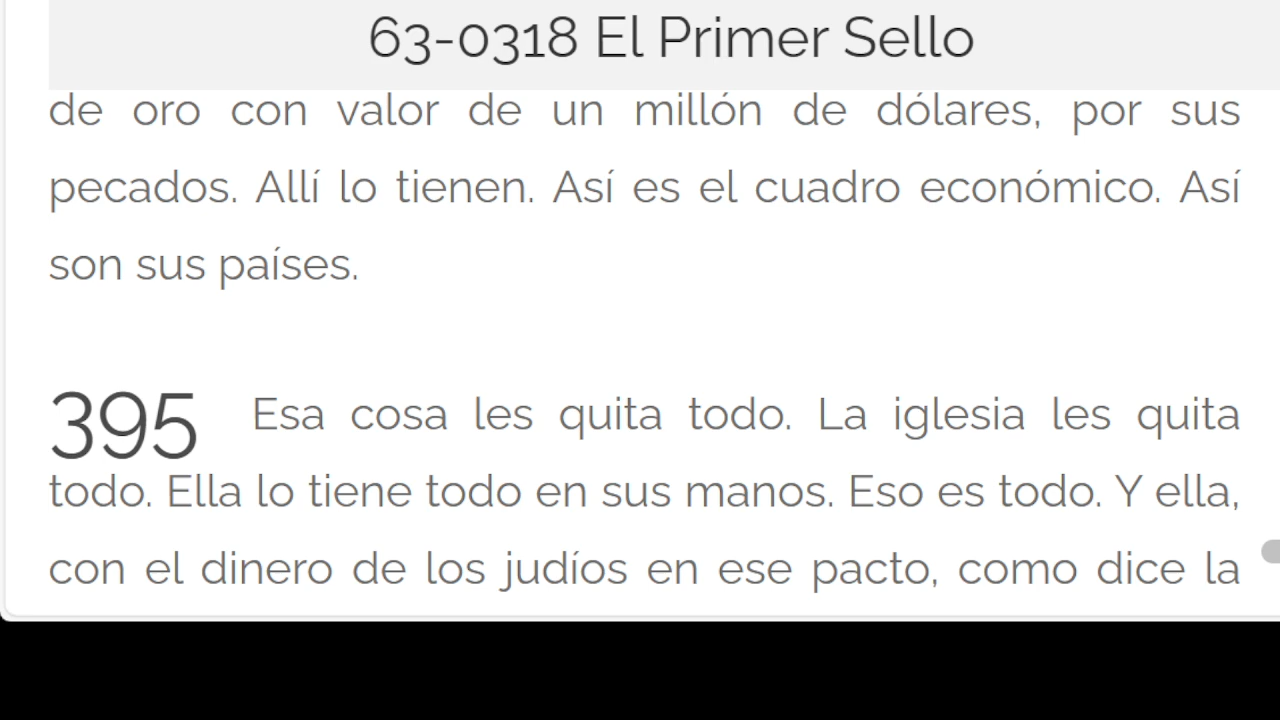 63-0318 El Primer Sello
de oro con valor de un millón de dólares, por sus
pecados. Allí lo tienen. Así es el cuadro económico. Así
son sus países.
395 Esa cosa les quita todo. La iglesia les quita
todo. Ella lo tiene todo en sus manos. Eso es todo. Y ella,
con el dinero de los judíos en ese pacto, como dice la